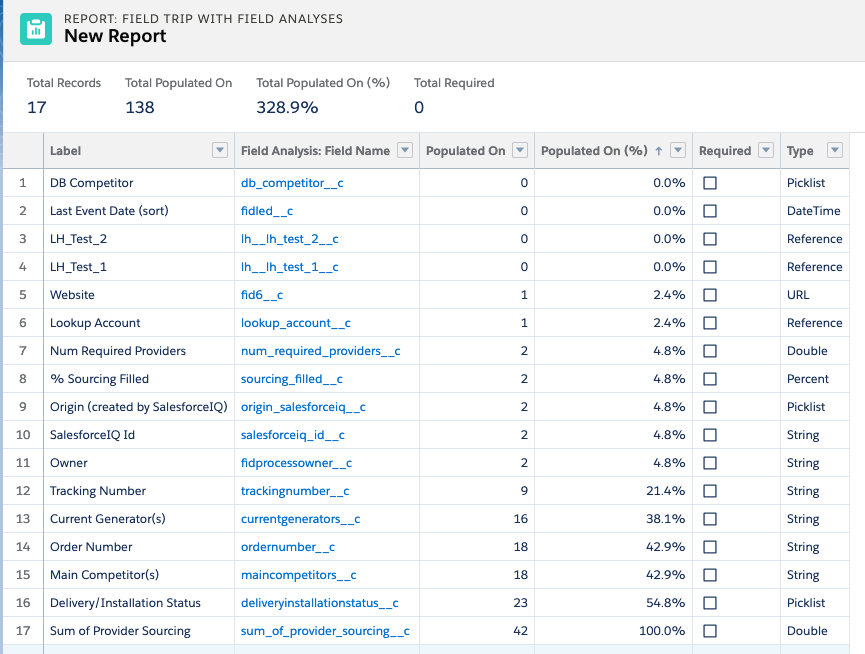 REPORT: FIELD TRIP WITH FIELD ANALYSES
New Report
Total Records Total Populated On Total Populated On (%) Total Required
17 138 328.9% 0
Label Field Analysis: Field Name Populated On Populated On (%) ↑ Required Type
1 DB Competitor db_competitor__c 0 0.0% Picklist
2 Last Event Date (sort) fidled__c 0 0.0% DateTime
3 LH_Test_2 lh__lh_test_2__c 0 0.0% Reference
4 LH_Test_1 lh__lh_test_1__c 0 0.0% Reference
5 Website fid6__c 1 2.4% URL
6 Lookup Account lookup_account__c 1 2.4% Reference
7 Num Required Providers num_required_providers__c 2 4.8% Double
8 % Sourcing Filled sourcing_filled__c 2 4.8% Percent
9 Origin (created by SalesforceIQ) origin_salesforceiq__c 2 4.8% Picklist
10 SalesforceIQ Id salesforceiq_id__c 2 4.8% String
11 Owner fidprocessowner__c 2 4.8% String
12 Tracking Number trackingnumber__c 9 21.4% String
13 Current Generator(s) currentgenerators__c 16 38.1% String
14 Order Number ordernumber__c 18 42.9% String
15 Main Competitor(s) maincompetitors__c 18 42.9% String
16 Delivery/Installation Status deliveryinstallationstatus__c 23 54.8% Picklist
17 Sum of Provider Sourcing sum_of_provider_sourcing__c 42 100.0% Double